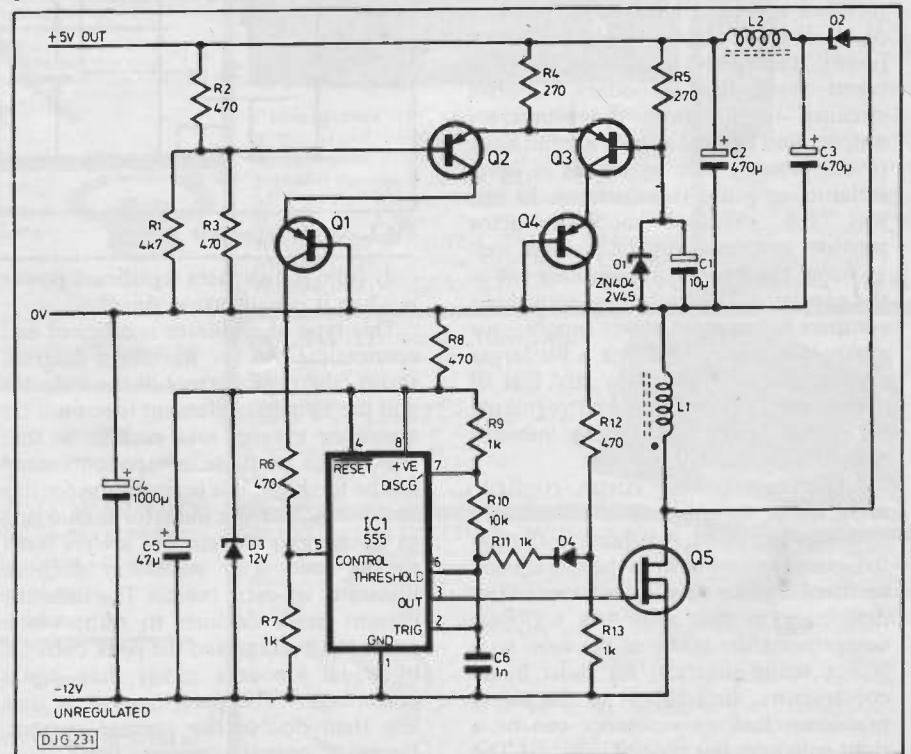 +5V OUT
L2
D2
R2
470
R4
270
R5
270
Q2
Q3
C2
470µ
C3
470µ
R1
4k7
R3
470
Q1
Q4
D1
ZN404
2V45
C1
10µ
0V
R8
470
L1
R9
1k
R12
470
4
8
RESET
+VE
7
DISCG
R6
470
R10
10k
C4
1000µ
IC1
555
R11 1k
D4
Q5
C5
47µ
D3
12V
5
CONTROL
6
THRESHOLD
3
OUT
2
TRIG
R7
1k
GND
1
C6
1n
R13
1k
-12V
UNREGULATED
DJG 231